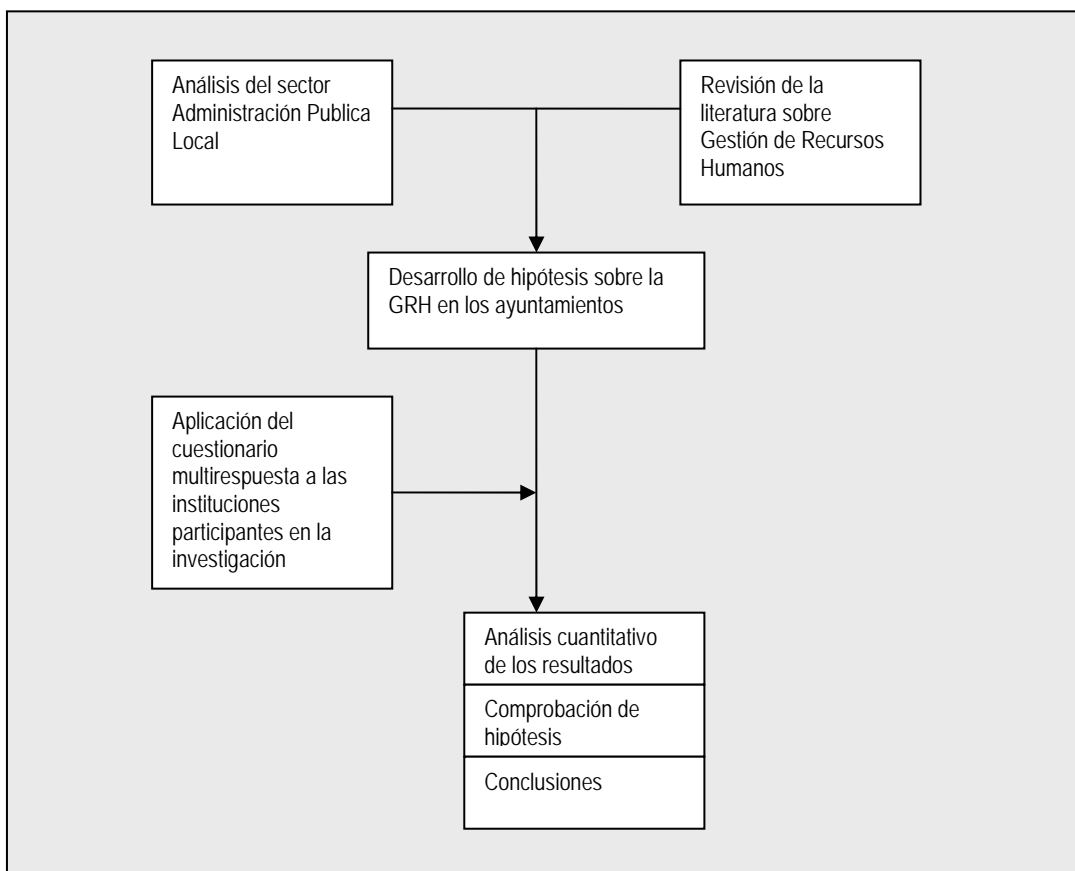 Análisis del sector
Administración Publica
Local
Revisión de la
literatura sobre
Gestión de Recursos
Humanos
Desarrollo de hipótesis sobre la
GRH en los ayuntamientos
Aplicación del
cuestionario
multirespuesta a las
instituciones
participantes en la
investigación
Análisis cuantitativo
de los resultados
Comprobación de
hipótesis
Conclusiones